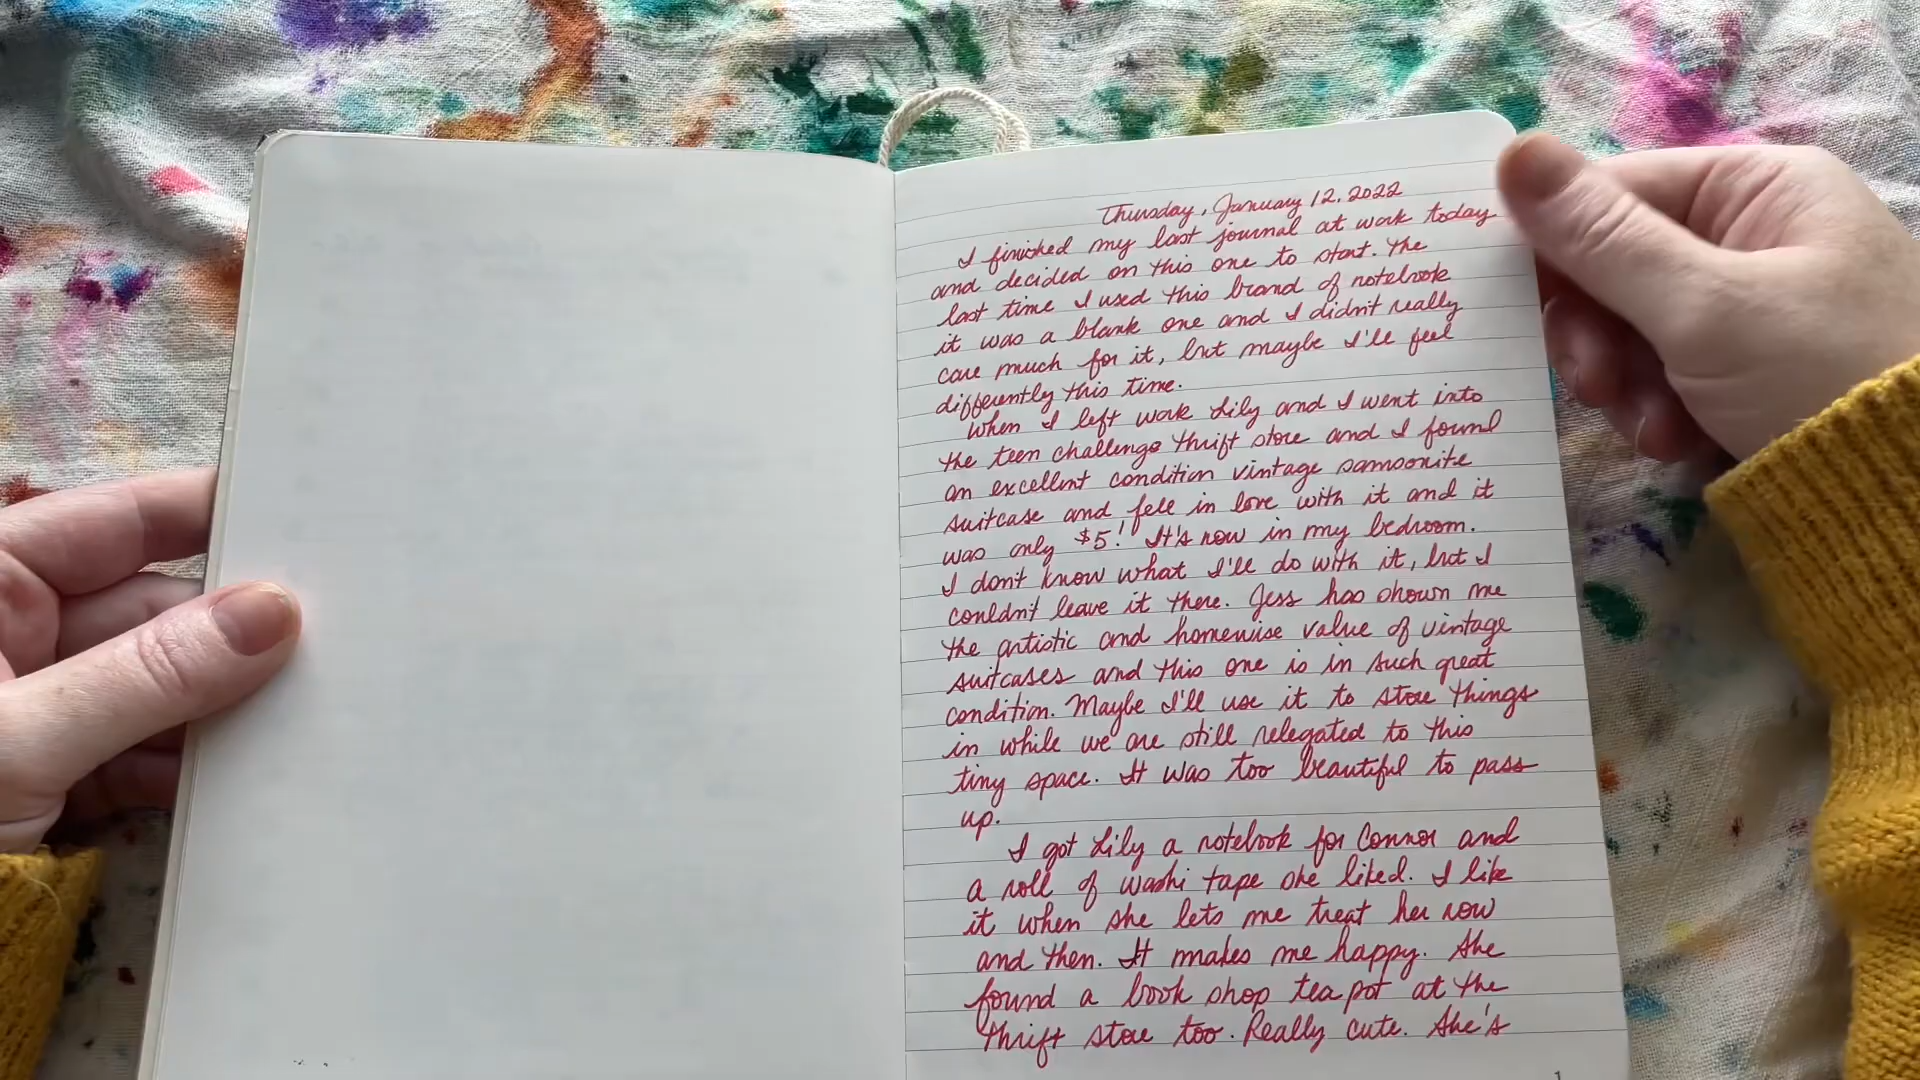 Thursday, January 12, 2022
I finished my last journal at work today
and decided on this one to start. The
last time I used this brand of notebook
it was a blank one and I didn't really
care much for it, but maybe I'll feel
differently this time.
When I left work Lily and I went into
the teen challenge thrift store and I found
an excellent condition vintage samsonite
suitcase and fell in love with it and it
was only $5! It's now in my bedroom.
I don't know what I'll do with it, but I
couldn't leave it there. Jess has shown me
the artistic and homewise value of vintage
suitcases and this one is in such great
condition. Maybe I'll use it to store things
in while we are still relegated to this
tiny space. It was too beautiful to pass
up.
I got Lily a notebook for Connor and
a roll of washi tape she liked. I like
it when she lets me treat her now
and then. It makes me happy. She
found a book shop tea pot at the
thrift store too. Really cute. She's
1